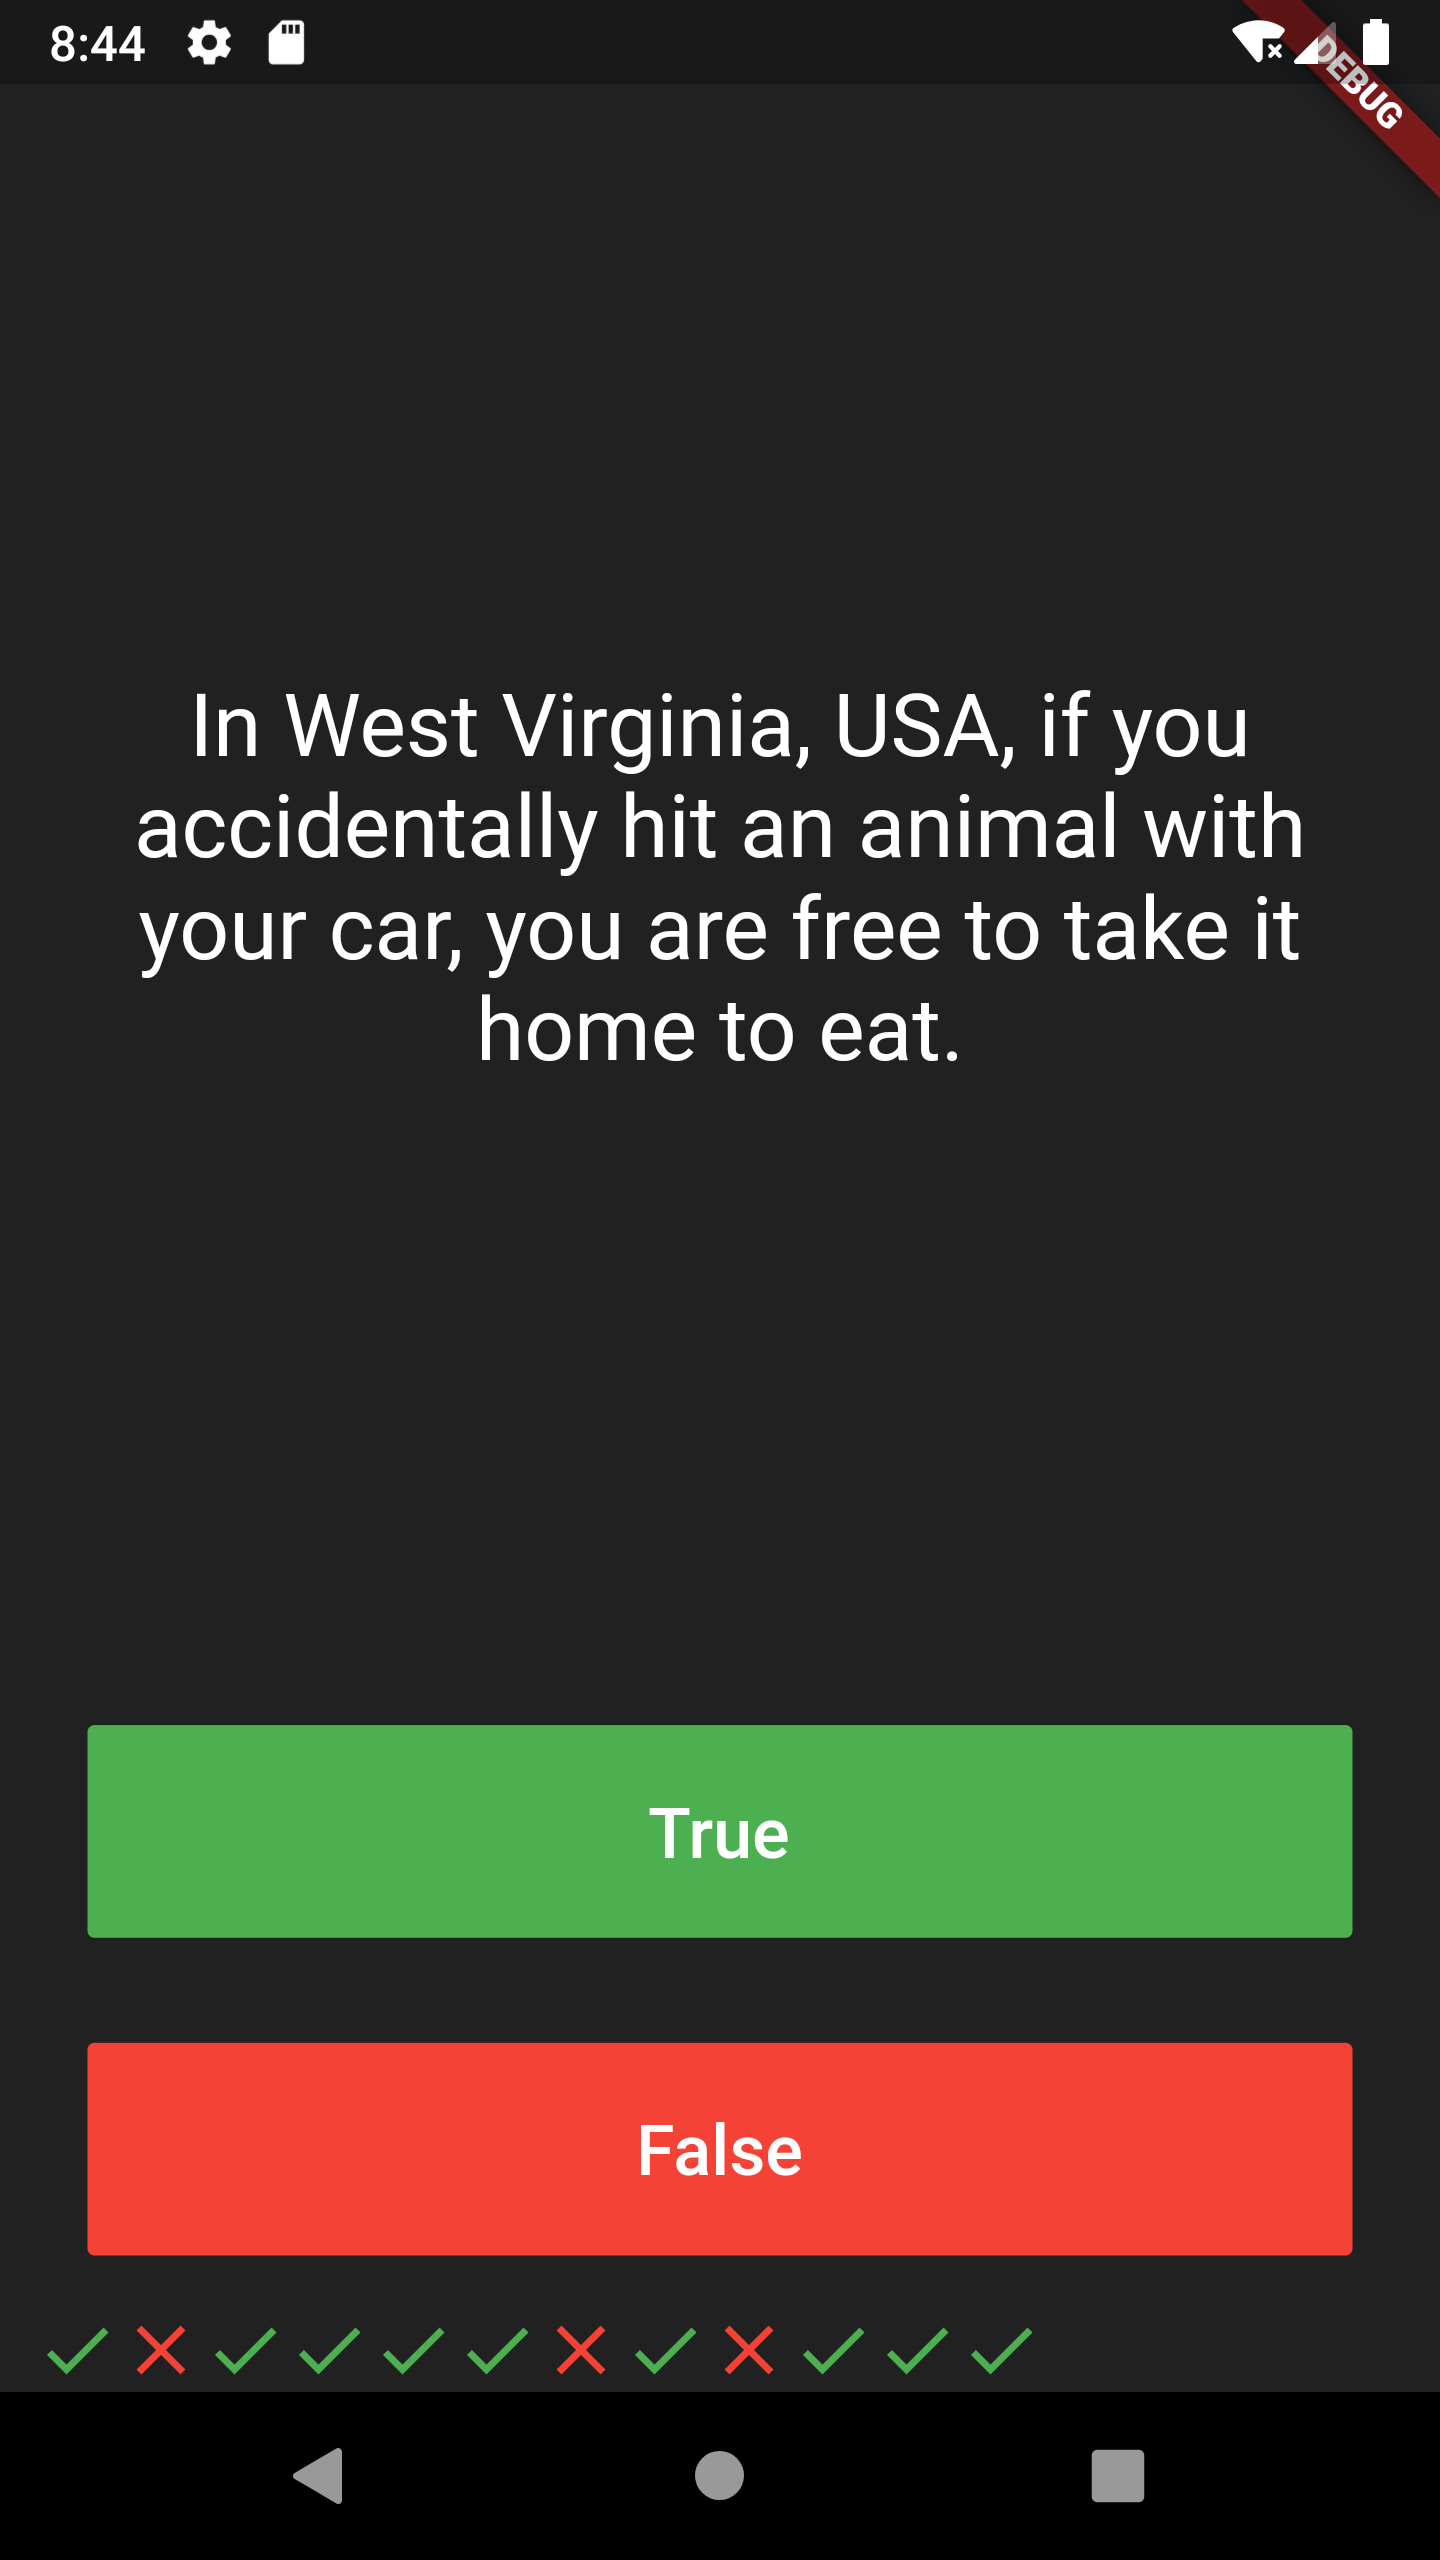 8:44
DEBUG
In West Virginia, USA, if you
accidentally hit an animal with
your car, you are free to take it
home to eat.
True
False